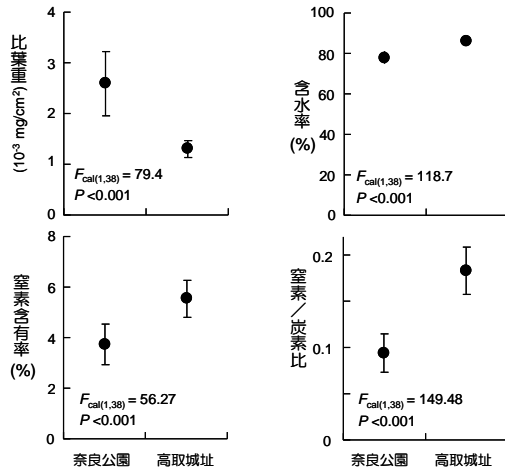 比葉重
(10-3 mg/cm2)
4
3
2
1
0
Fcal(1,38) = 79.4
P <0.001
含水率
(%)
100
80
60
40
20
0
Fcal(1,38) = 118.7
P <0.001
窒素含有率
(%)
8
6
4
2
0
Fcal(1,38) = 56.27
P <0.001
奈良公園 高取城址
窒素/炭素比
0.2
0.1
0
Fcal(1,38) = 149.48
P <0.001
奈良公園 高取城址